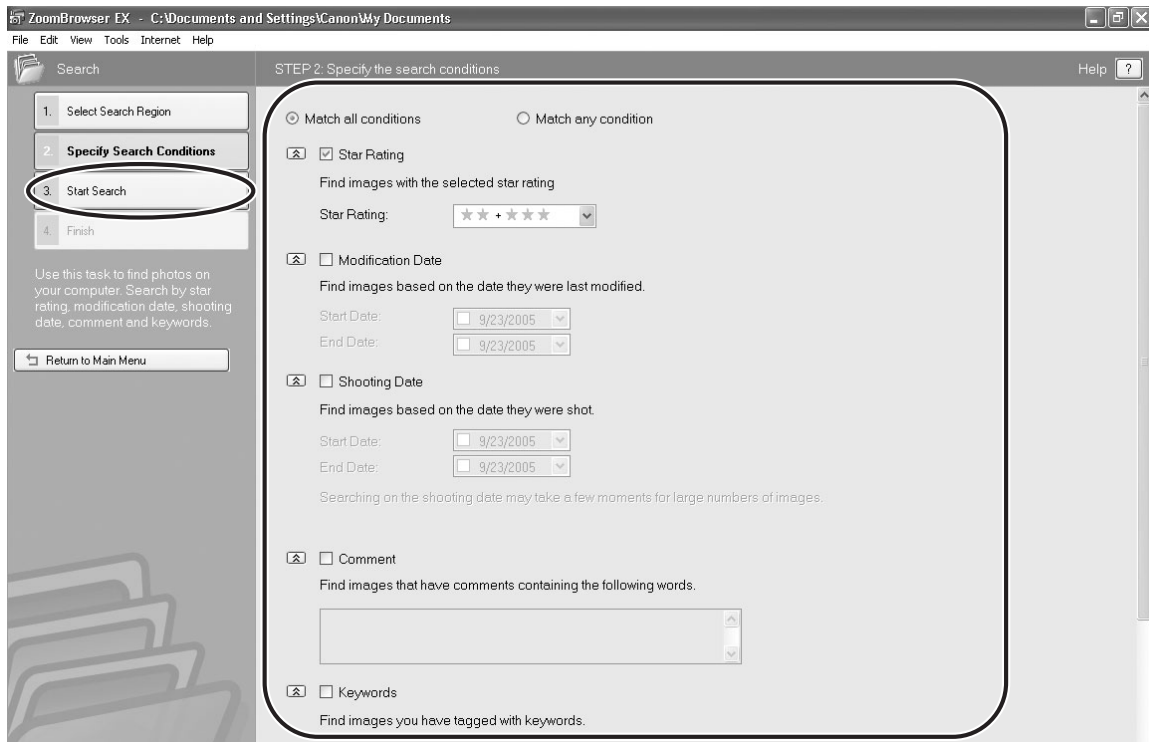 ZoomBrowser EX - C:\Documents and Settings\Canon\My Documents
File Edit View Tools Internet Help
Search
STEP 2: Specify the search conditions
Help ?
1. Select Search Region
2. Specify Search Conditions
3. Start Search
4. Finish
Use this task to find photos on
your computer. Search by star
rating, modification date, shooting
date, comment and keywords.
Return to Main Menu
Match all conditions Match any condition
Star Rating
Find images with the selected star rating
Star Rating: ★★+★★★
Modification Date
Find images based on the date they were last modified.
Start Date: 9/23/2005
End Date: 9/23/2005
Shooting Date
Find images based on the date they were shot.
Start Date: 9/23/2005
End Date: 9/23/2005
Searching on the shooting date may take a few moments for large numbers of images.
Comment
Find images that have comments containing the following words.
Keywords
Find images you have tagged with keywords.